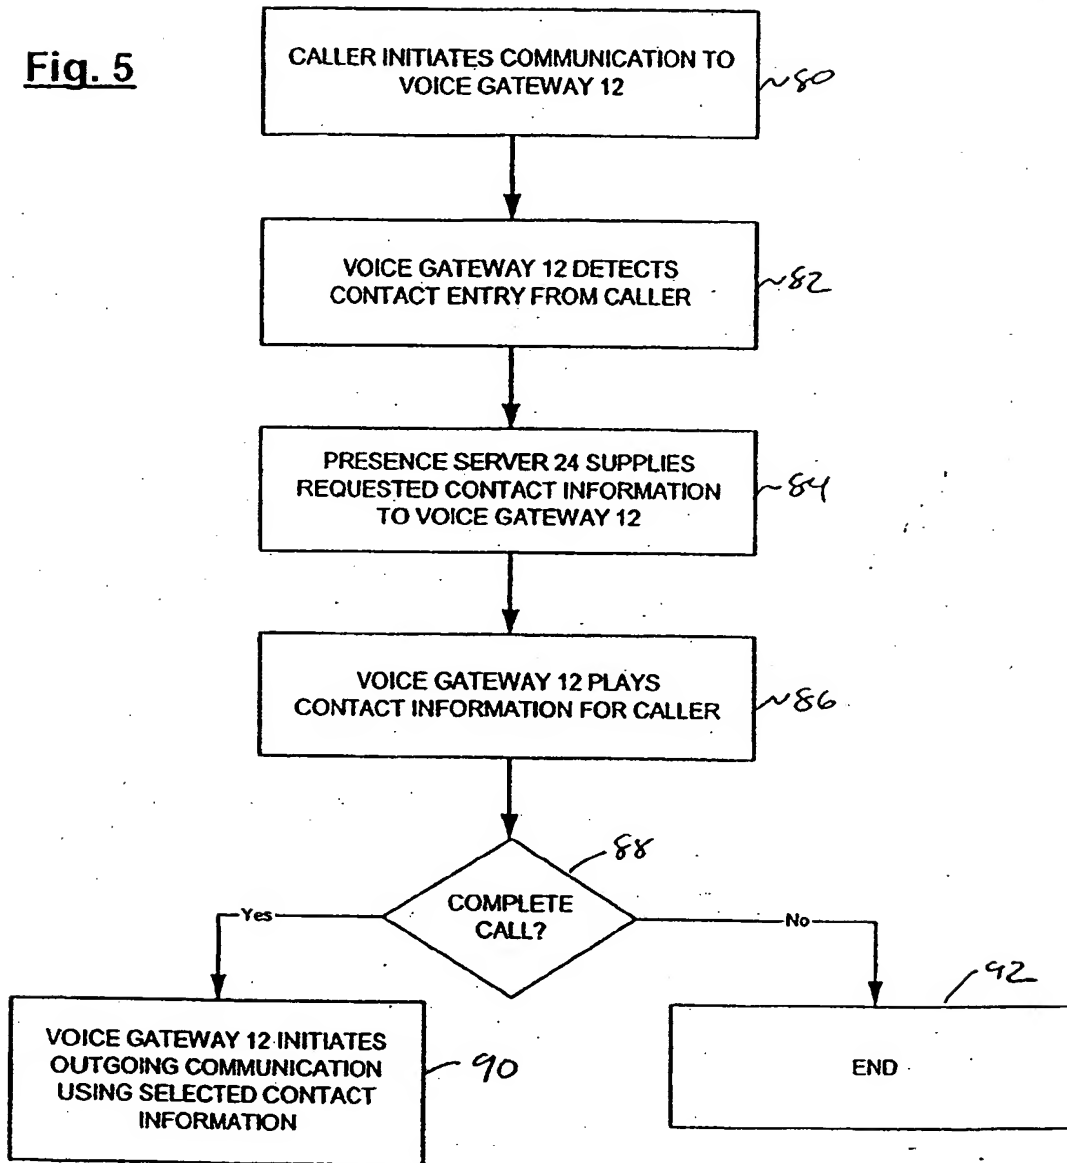 Fig. 5
CALLER INITIATES COMMUNICATION TO
VOICE GATEWAY 12
~80
VOICE GATEWAY 12 DETECTS
CONTACT ENTRY FROM CALLER
~82
PRESENCE SERVER 24 SUPPLIES
REQUESTED CONTACT INFORMATION
TO VOICE GATEWAY 12
~84
VOICE GATEWAY 12 PLAYS
CONTACT INFORMATION FOR CALLER
~86
88
COMPLETE
CALL?
Yes
No
92
VOICE GATEWAY 12 INITIATES
OUTGOING COMMUNICATION
USING SELECTED CONTACT
INFORMATION
90
END